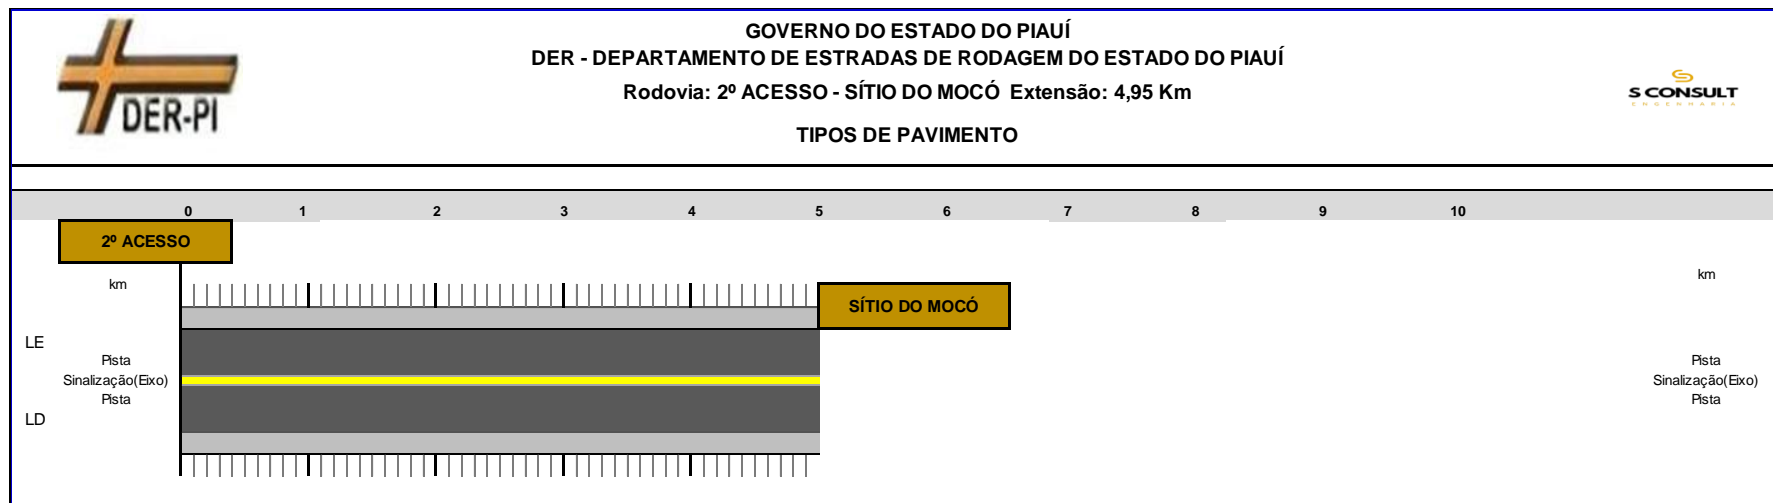 GOVERNO DO ESTADO DO PIAUÍ
DER - DEPARTAMENTO DE ESTRADAS DE RODAGEM DO ESTADO DO PIAUÍ
Rodovia: 2º ACESSO - SÍTIO DO MOCÓ Extensão: 4,95 Km
TIPOS DE PAVIMENTO
DER-PI
S CONSULT
ENGENHARIA
0 1 2 3 4 5 6 7 8 9 10
2º ACESSO
km
km
SÍTIO DO MOCÓ
LE
Pista
Sinalização(Eixo)
Pista
LD
Pista
Sinalização(Eixo)
Pista